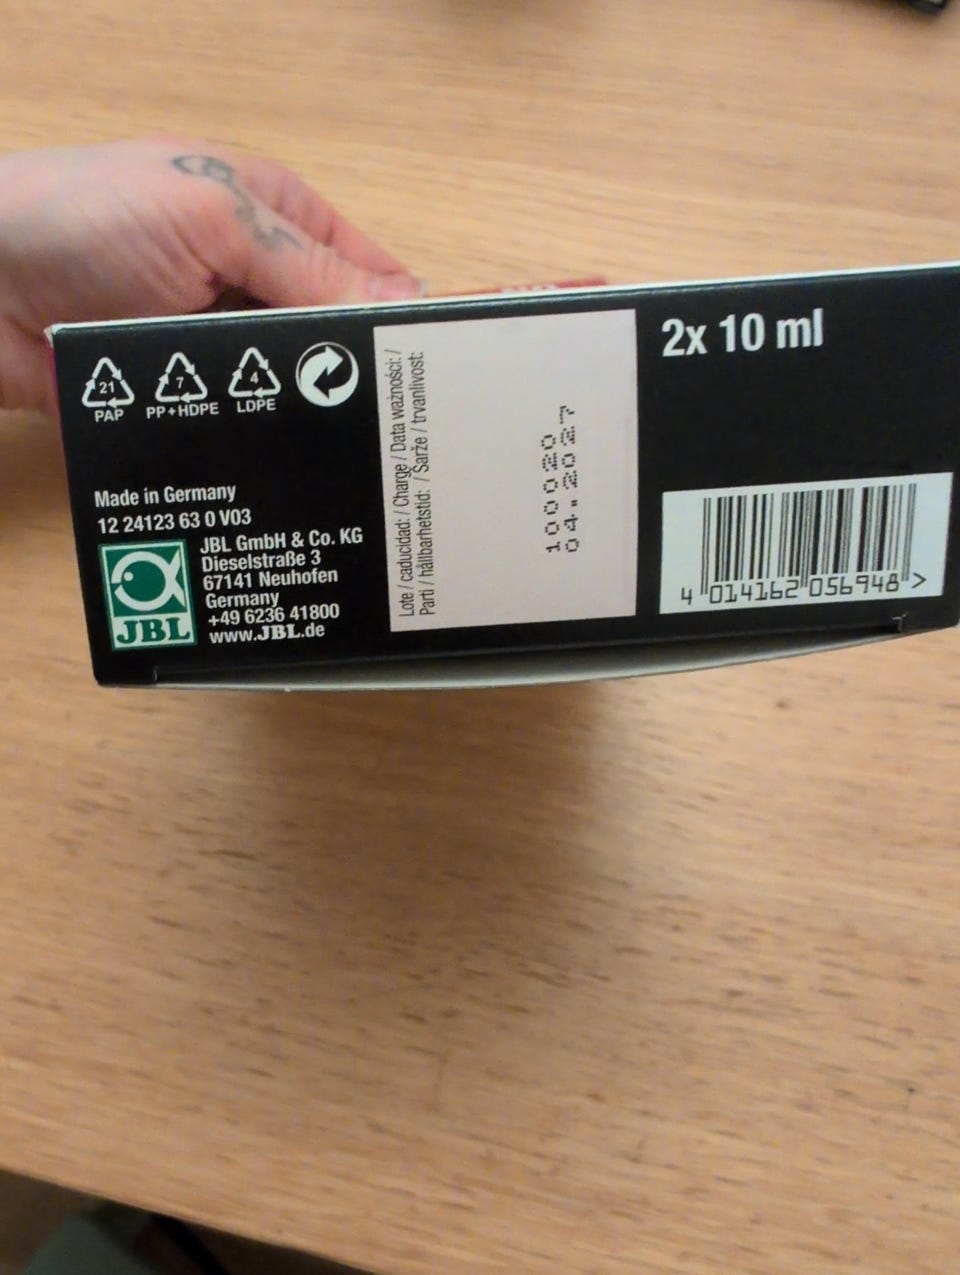 21
PAP
7
PP+HDPE
4
LDPE
Made in Germany
12 24123 63 0 V03
JBL
JBL GmbH & Co. KG
Dieselstraße 3
67141 Neuhofen
Germany
+49 6236 41800
www.JBL.de
Lote / caducidad: / Charge / Data ważności: /
Parti / hållbarhetstid: / Šarže / trvanlivost:
100020
04.2027
2x 10 ml
4 014162 056948 >